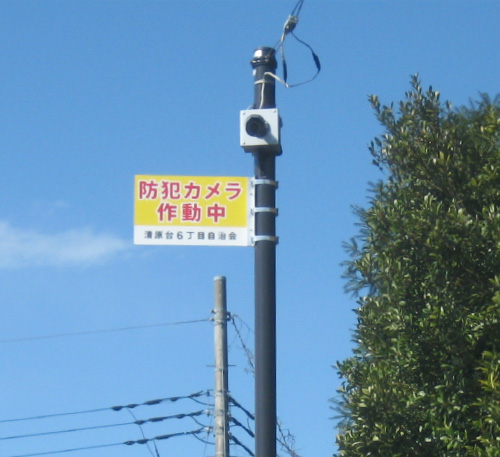 防犯カメラ
作動中
清原台6丁目自治会